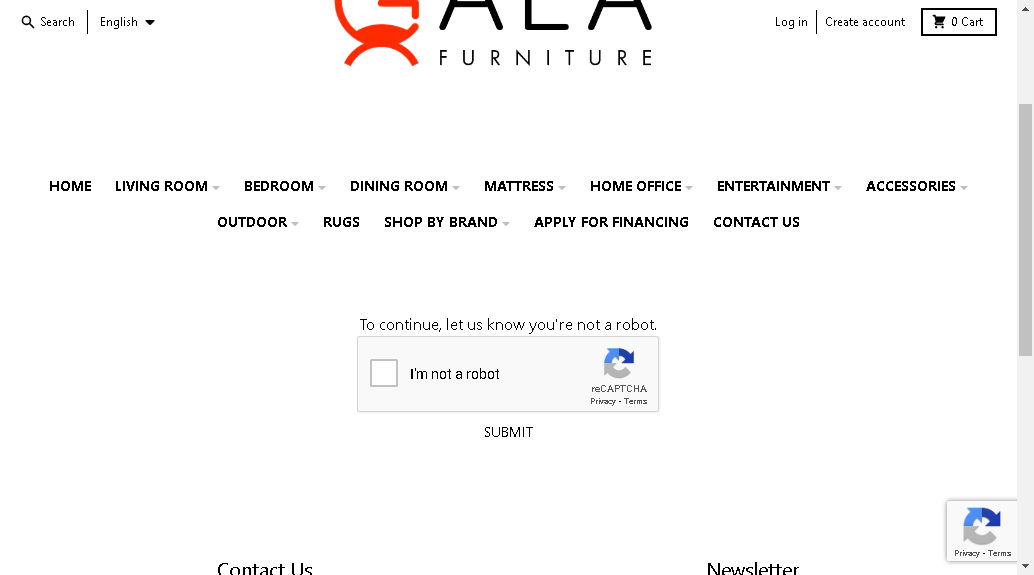 Search
English
Log in
Create account
0 Cart
GALA
FURNITURE
HOME LIVING ROOM BEDROOM DINING ROOM MATTRESS HOME OFFICE ENTERTAINMENT ACCESSORIES
OUTDOOR RUGS SHOP BY BRAND APPLY FOR FINANCING CONTACT US
To continue, let us know you're not a robot.
I'm not a robot
reCAPTCHA
Privacy - Terms
SUBMIT
Privacy - Terms
Contact Us
Newsletter